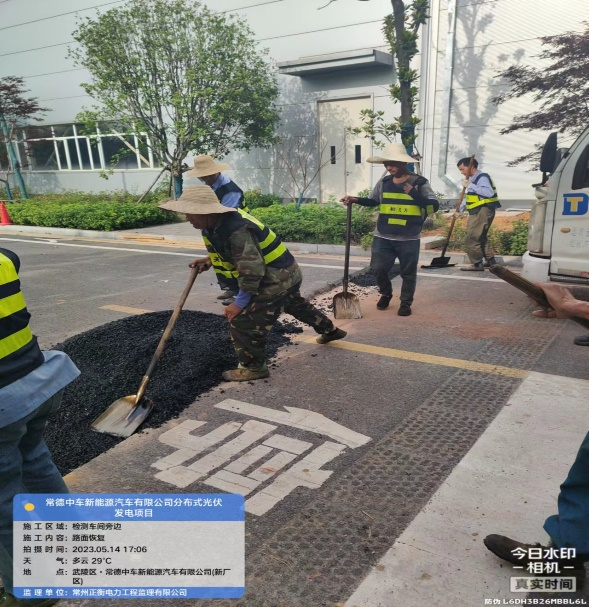 常德中车新能源汽车有限公司分布式光伏
发电项目
施工区域：检测车间旁边
施工内容：路面恢复
拍摄时间：2023.05.14 17:06
天　　气：多云 29℃
地　　点：武陵区·常德中车新能源汽车有限公司(新厂
区)
监理单位：常州正衡电力工程监理有限公司
今日水印
-相机-
真实时间
防伪 L6DH3B26MBBL6L